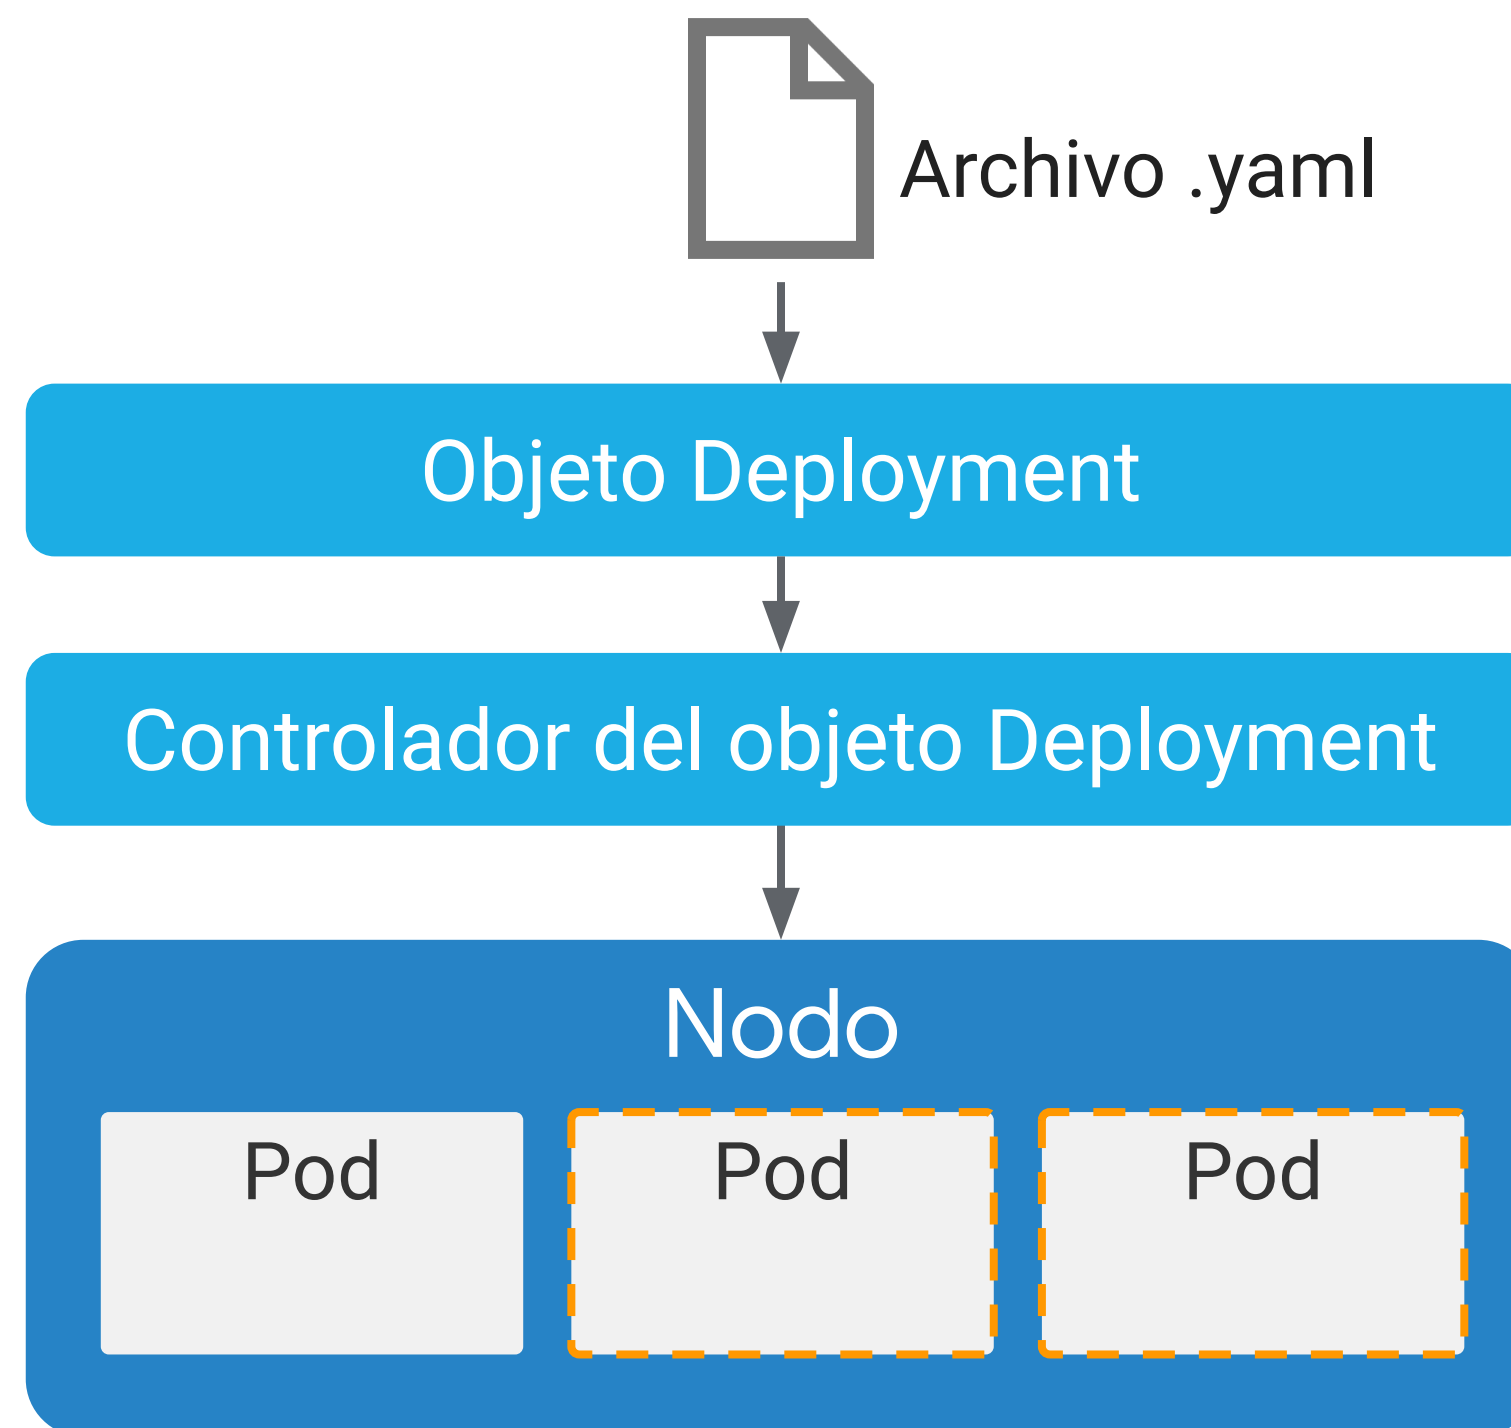 Archivo .yaml
Objeto Deployment
Controlador del objeto Deployment
Nodo
Pod
Pod
Pod